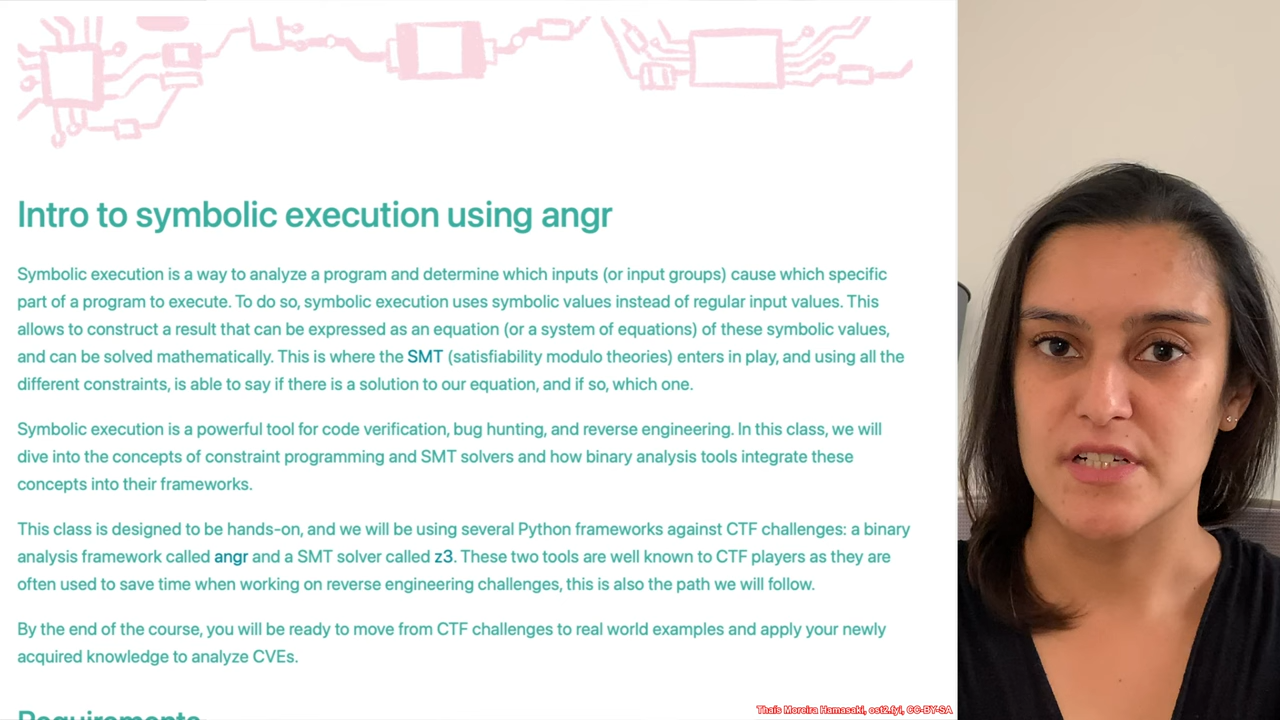 Intro to symbolic execution using angr
Symbolic execution is a way to analyze a program and determine which inputs (or input groups) cause which specific
part of a program to execute. To do so, symbolic execution uses symbolic values instead of regular input values. This
allows to construct a result that can be expressed as an equation (or a system of equations) of these symbolic values,
and can be solved mathematically. This is where the SMT (satisfiability modulo theories) enters in play, and using all the
different constraints, is able to say if there is a solution to our equation, and if so, which one.
Symbolic execution is a powerful tool for code verification, bug hunting, and reverse engineering. In this class, we will
dive into the concepts of constraint programming and SMT solvers and how binary analysis tools integrate these
concepts into their frameworks.
This class is designed to be hands-on, and we will be using several Python frameworks against CTF challenges: a binary
analysis framework called angr and a SMT solver called z3. These two tools are well known to CTF players as they are
often used to save time when working on reverse engineering challenges, this is also the path we will follow.
By the end of the course, you will be ready to move from CTF challenges to real world examples and apply your newly
acquired knowledge to analyze CVEs.
Requirements
Thaís Moreira Hamasaki, ost2.fyi, CC-BY-SA